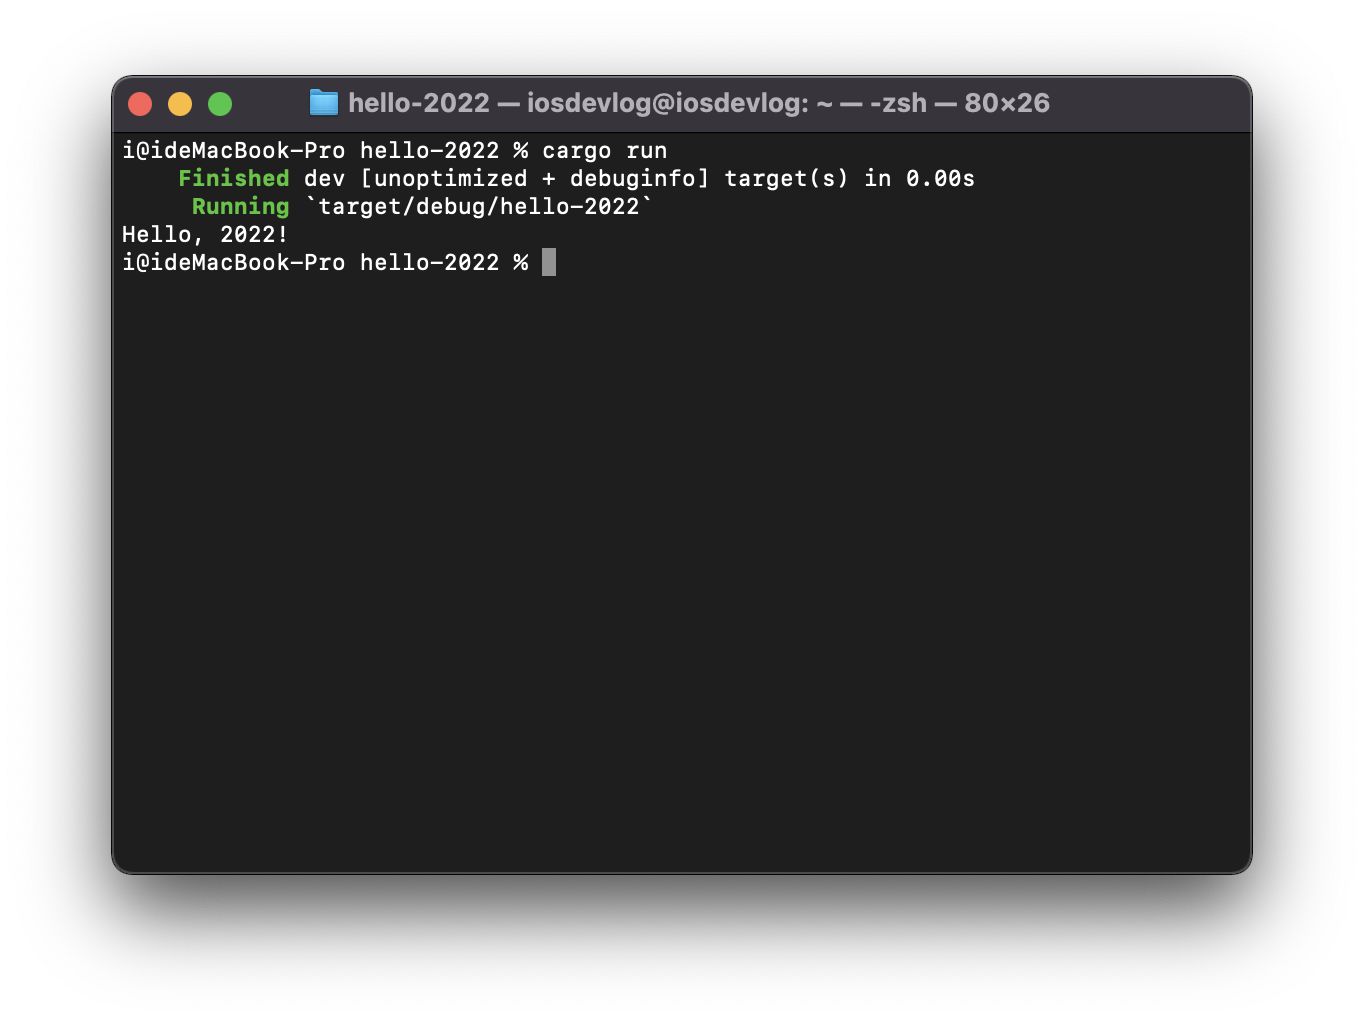 hello-2022 — iosdevlog@iosdevlog: ~ — -zsh — 80×26
i@ideMacBook-Pro hello-2022 % cargo run
    Finished dev [unoptimized + debuginfo] target(s) in 0.00s
     Running `target/debug/hello-2022`
Hello, 2022!
i@ideMacBook-Pro hello-2022 %